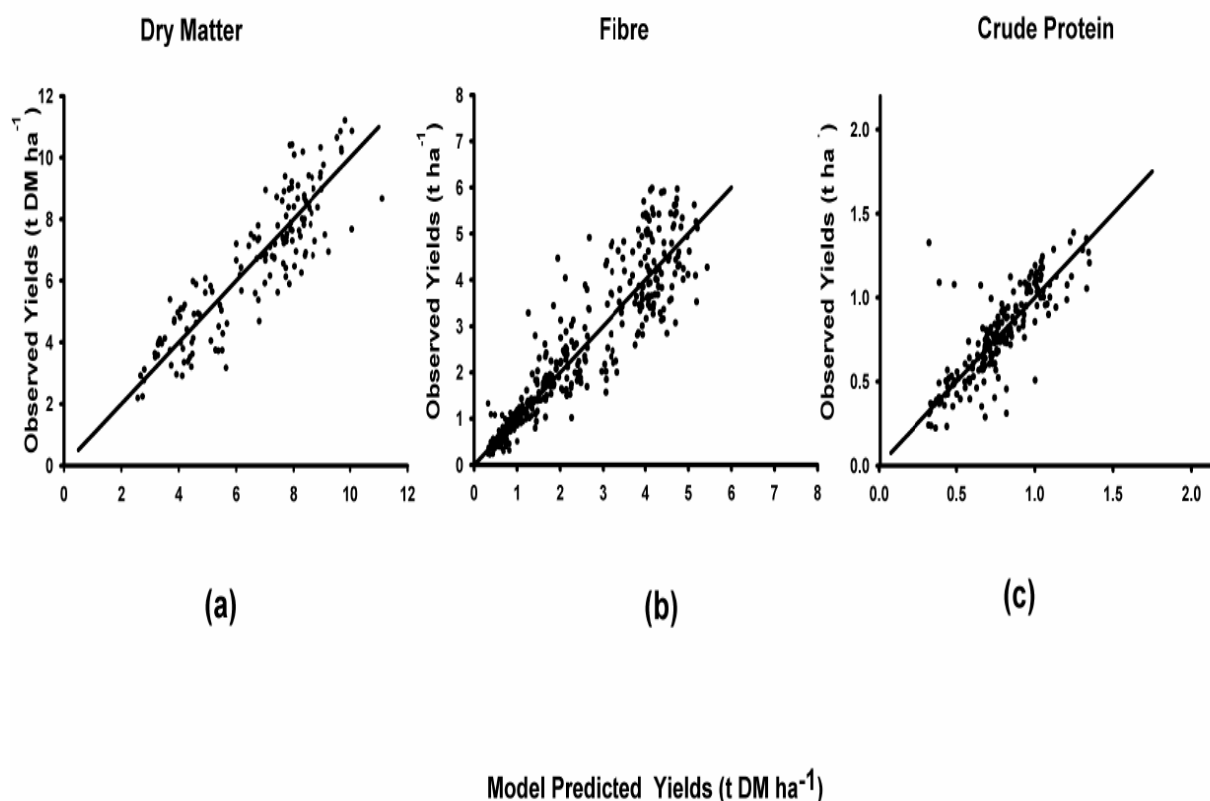 Dry Matter
Observed Yields (t DM ha-1)
12
10
8
6
4
2
0
0 2 4 6 8 10 12
(a)
Fibre
Observed Yields (t ha-1)
8
7
6
5
4
3
2
1
0
0 1 2 3 4 5 6 7 8
(b)
Crude Protein
Observed Yields (t ha
2.0
1.5
1.0
0.5
0.0
0.0 0.5 1.0 1.5 2.0
(c)
Model Predicted Yields (t DM ha-1)